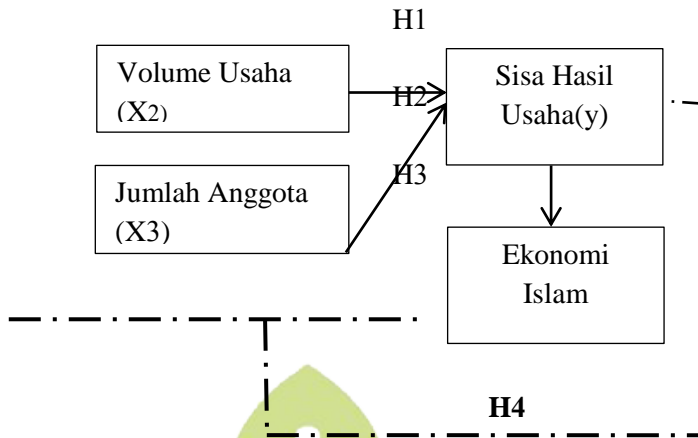 H1
Volume Usaha
(X2)
H2
Sisa Hasil
Usaha(y)
Jumlah Anggota
(X3)
H3
Ekonomi
Islam
H4